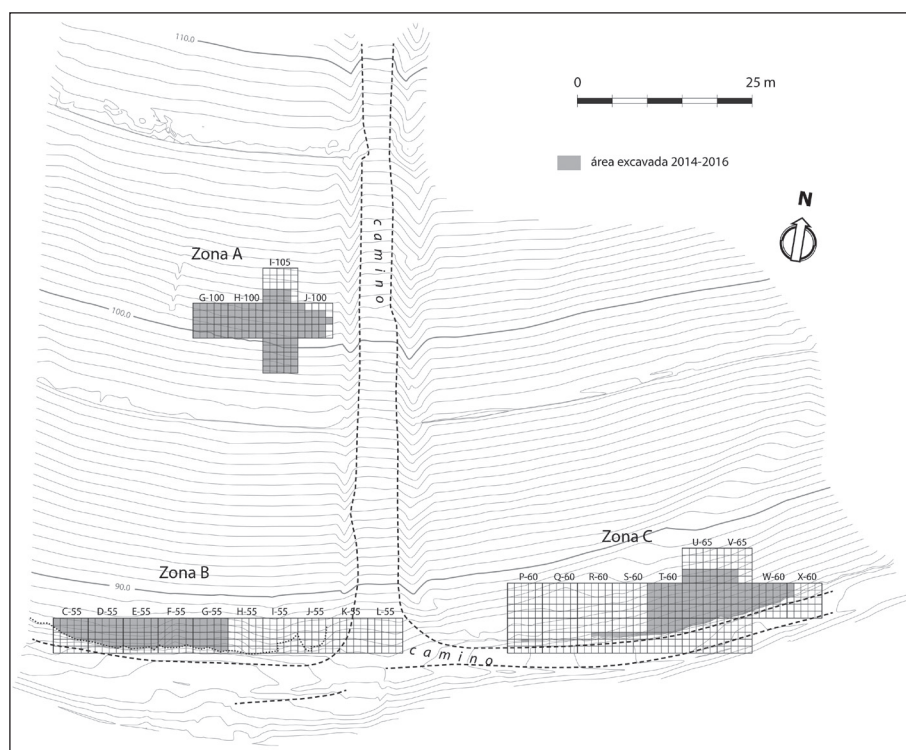 110.0
0 25 m
área excavada 2014-2016
N
camino
Zona A
I-105
G-100 H-100 J-100
100.0
Zona C
U-65 V-65
Zona B
90.0
P-60 Q-60 R-60 S-60 T-60 W-60 X-60
C-55 D-55 E-55 F-55 G-55 H-55 I-55 J-55 K-55 L-55
camino